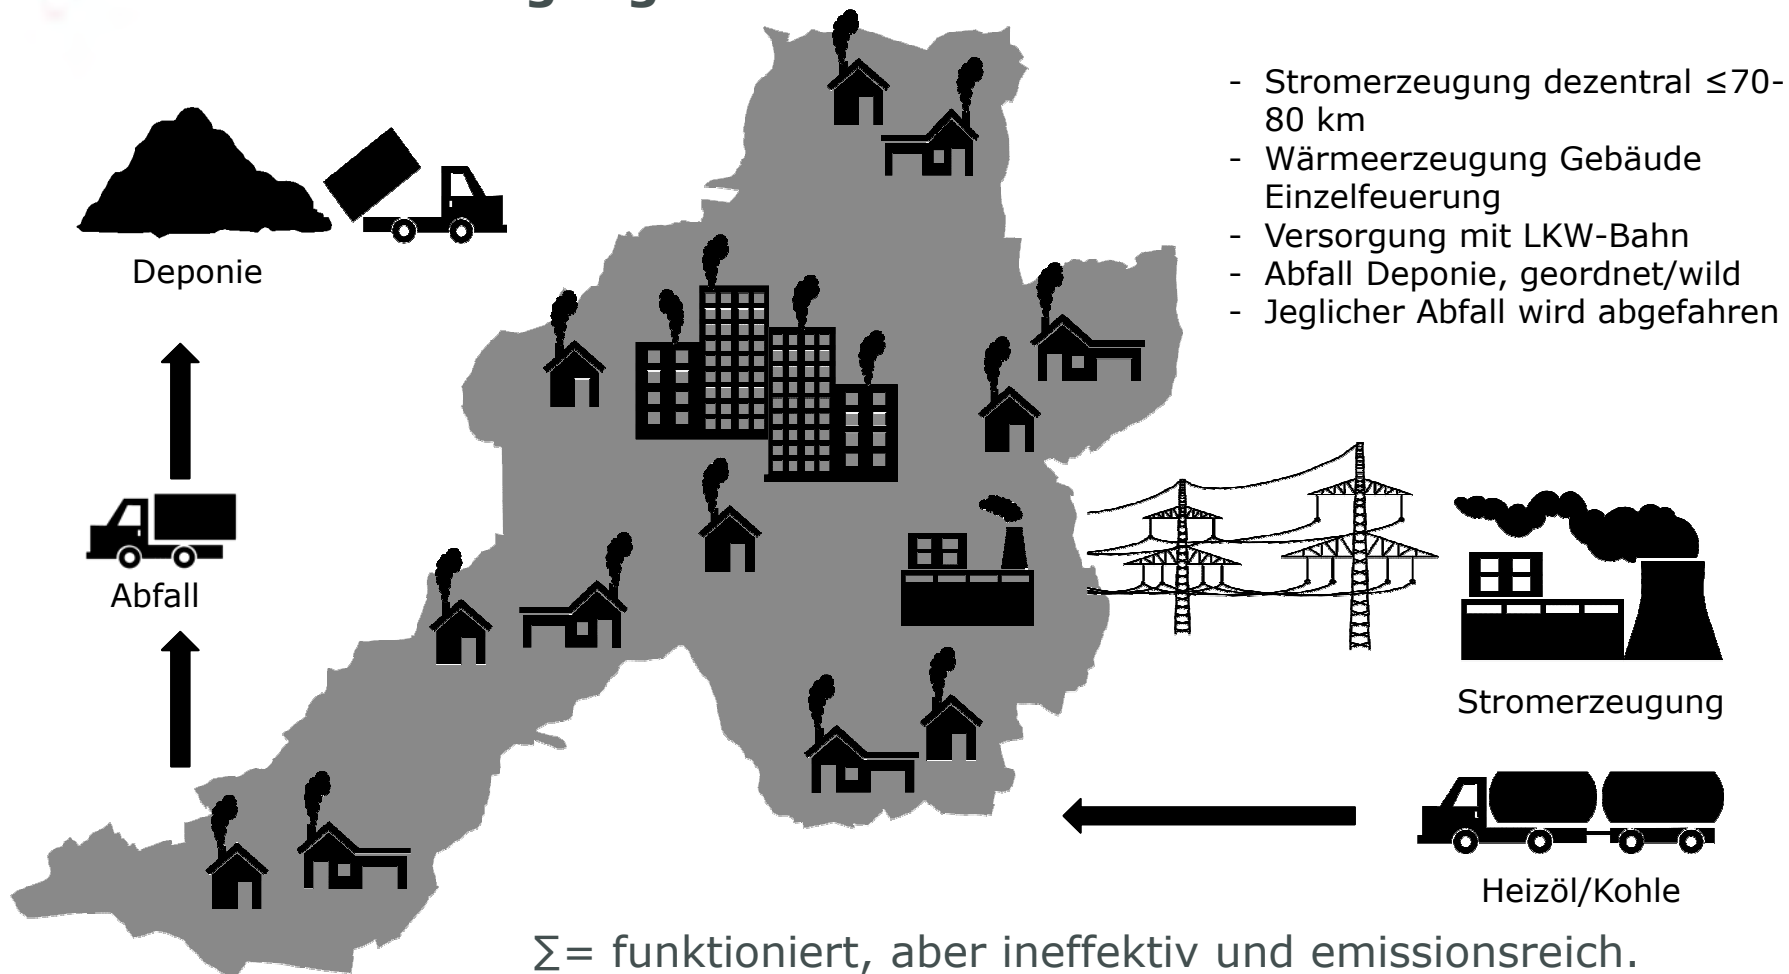 - Stromerzeugung dezentral ≤70-
80 km
- Wärmeerzeugung Gebäude
Einzelfeuerung
- Versorgung mit LKW-Bahn
- Abfall Deponie, geordnet/wild
- Jeglicher Abfall wird abgefahren
Deponie
Abfall
Stromerzeugung
Heizöl/Kohle
∑= funktioniert, aber ineffektiv und emissionsreich.